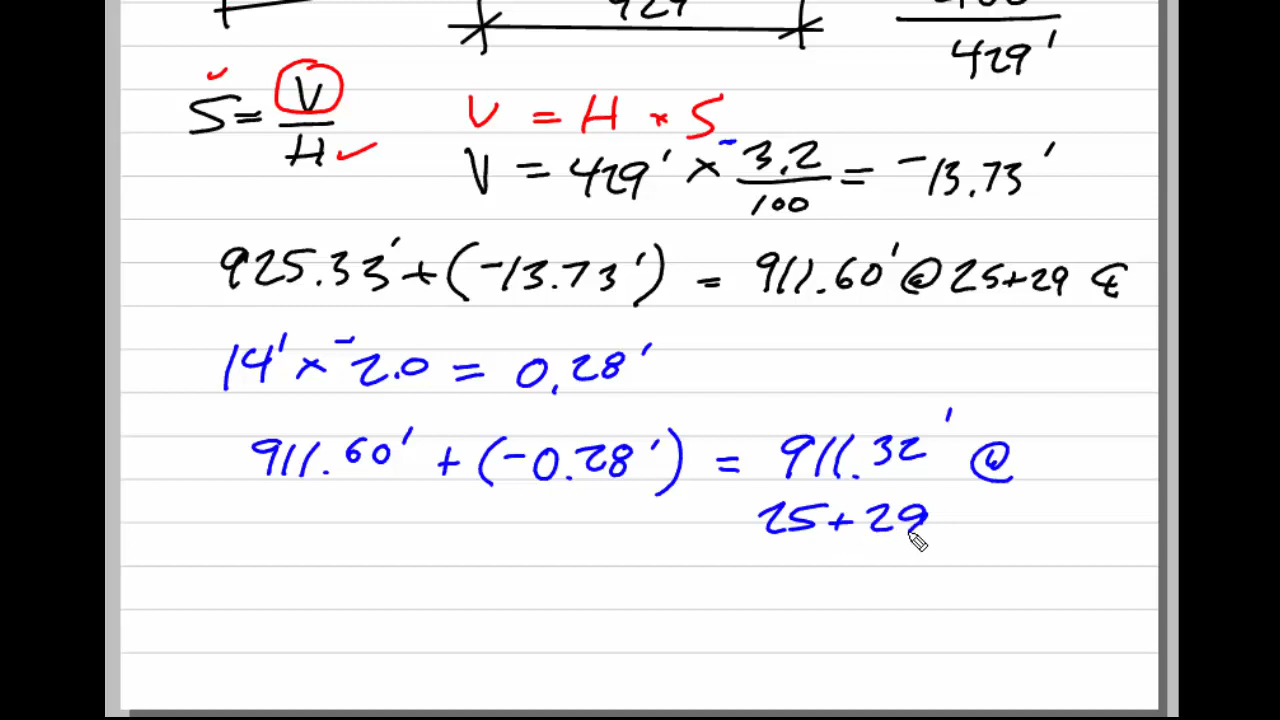 429'
S = V/H V = H × S
V = 429' × -3.2/100 = -13.73'
925.33' + (-13.73') = 911.60' @ 25+29 ℄
14' × -2.0 = 0.28'
911.60' + (-0.28') = 911.32' @
25+29